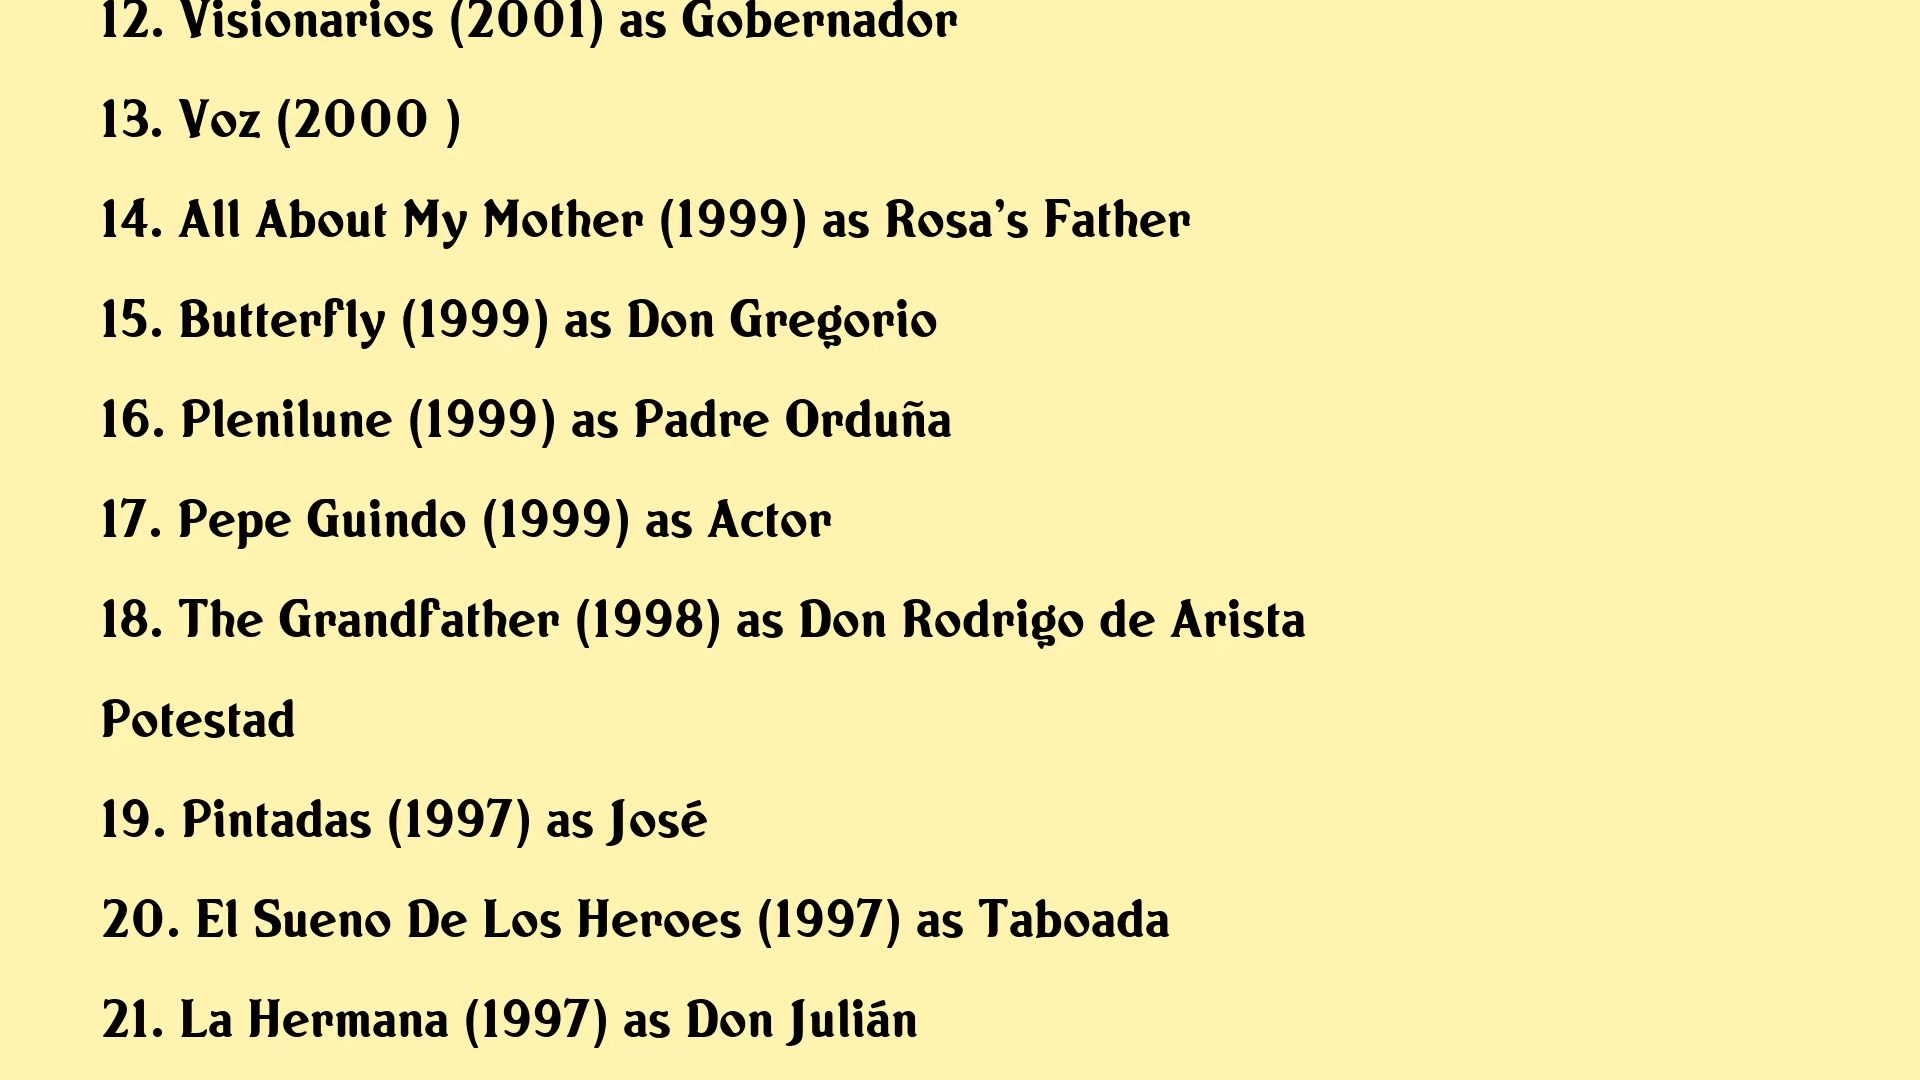 12. Visionarios (2001) as Gobernador
13. Voz (2000 )
14. All About My Mother (1999) as Rosa's Father
15. Butterfly (1999) as Don Gregorio
16. Plenilune (1999) as Padre Orduña
17. Pepe Guindo (1999) as Actor
18. The Grandfather (1998) as Don Rodrigo de Arista
Potestad
19. Pintadas (1997) as José
20. El Sueno De Los Heroes (1997) as Taboada
21. La Hermana (1997) as Don Julián